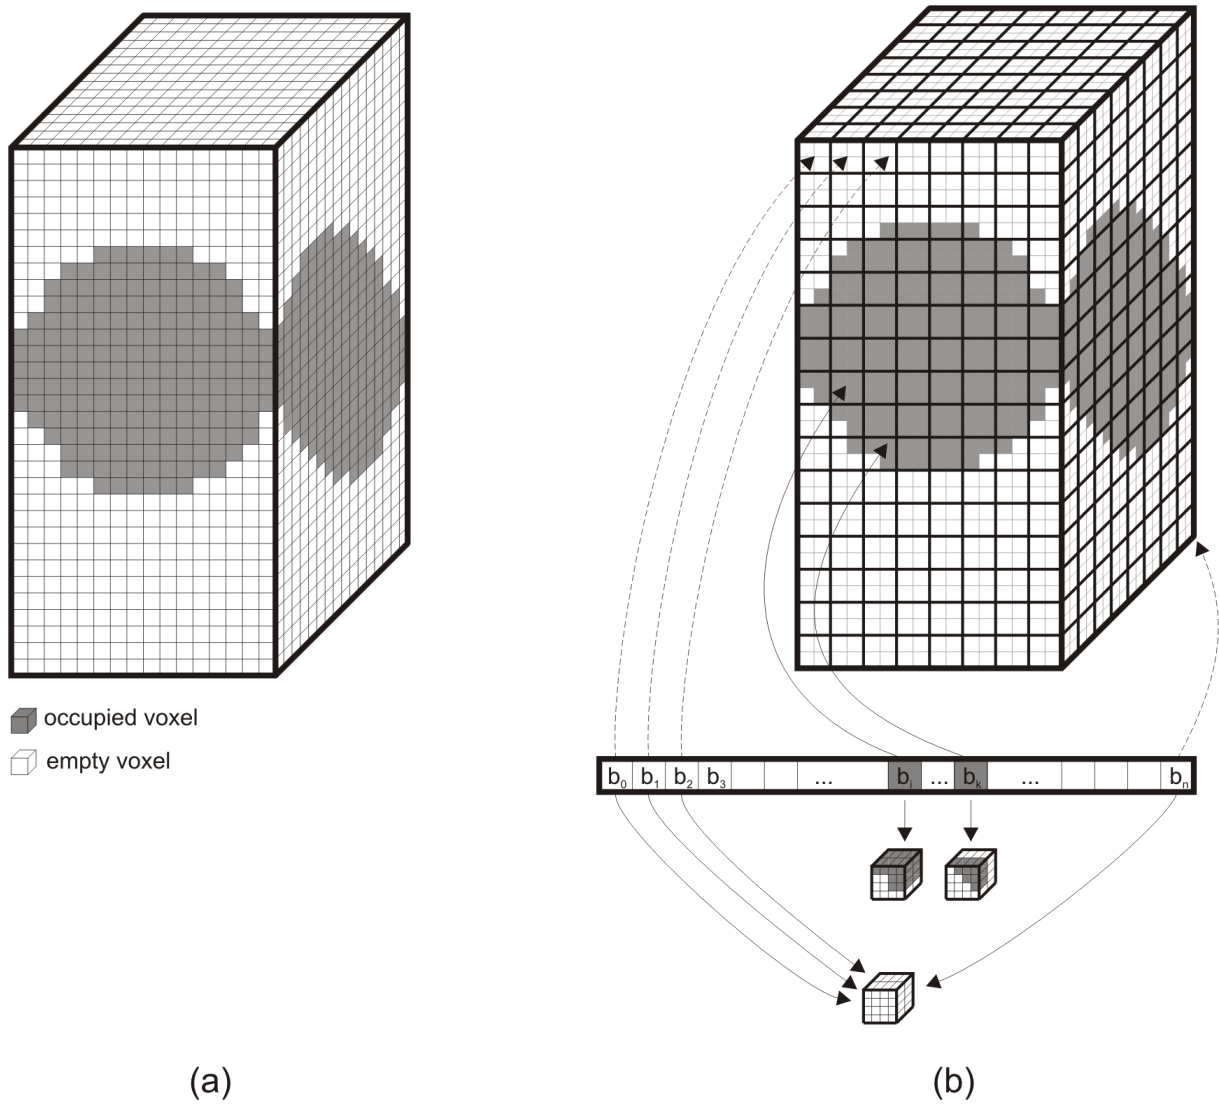 occupied voxel
empty voxel
b0 b1 b2 b3 ... bi ... bk ... bn
(a)
(b)